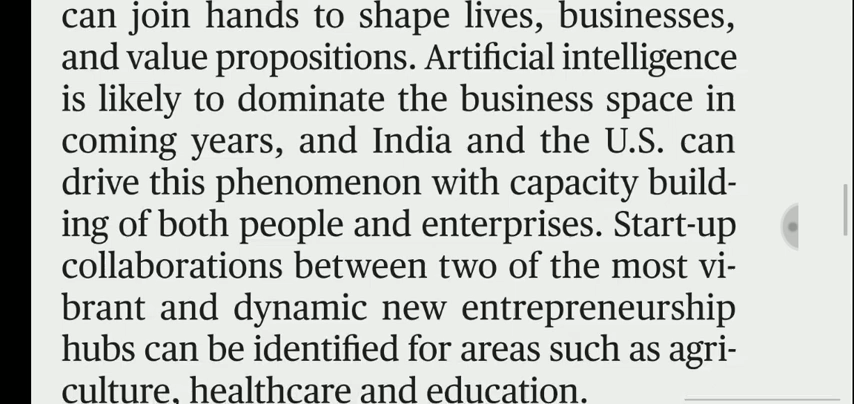 can join hands to shape lives, businesses,
and value propositions. Artificial intelligence
is likely to dominate the business space in
coming years, and India and the U.S. can
drive this phenomenon with capacity build-
ing of both people and enterprises. Start-up
collaborations between two of the most vi-
brant and dynamic new entrepreneurship
hubs can be identified for areas such as agri-
culture, healthcare and education.